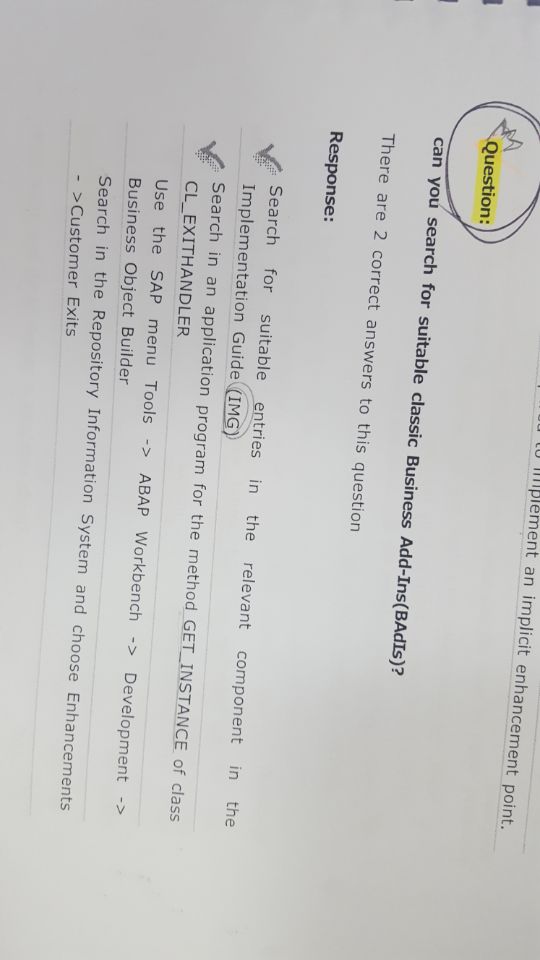 implement an implicit enhancement point.
Question:
can you search for suitable classic Business Add-Ins(BAdIs)?
There are 2 correct answers to this question
Response:
Search for suitable entries in the relevant component in the
Implementation Guide (IMG)
Search in an application program for the method GET_INSTANCE of class
CL_EXITHANDLER
Use the SAP menu Tools -> ABAP Workbench -> Development ->
Business Object Builder
Search in the Repository Information System and choose Enhancements
- >Customer Exits